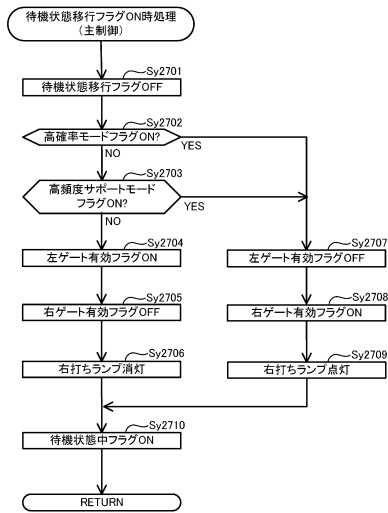 待機状態移行フラグON時処理
（主制御）
Sy2701
待機状態移行フラグOFF
Sy2702
高確率モードフラグON?
YES
NO
Sy2703
高頻度サポートモード
フラグON?
YES
NO
Sy2704
左ゲート有効フラグON
Sy2705
右ゲート有効フラグOFF
Sy2706
右打ちランプ消灯
Sy2707
左ゲート有効フラグOFF
Sy2708
右ゲート有効フラグON
Sy2709
右打ちランプ点灯
Sy2710
待機状態中フラグON
RETURN